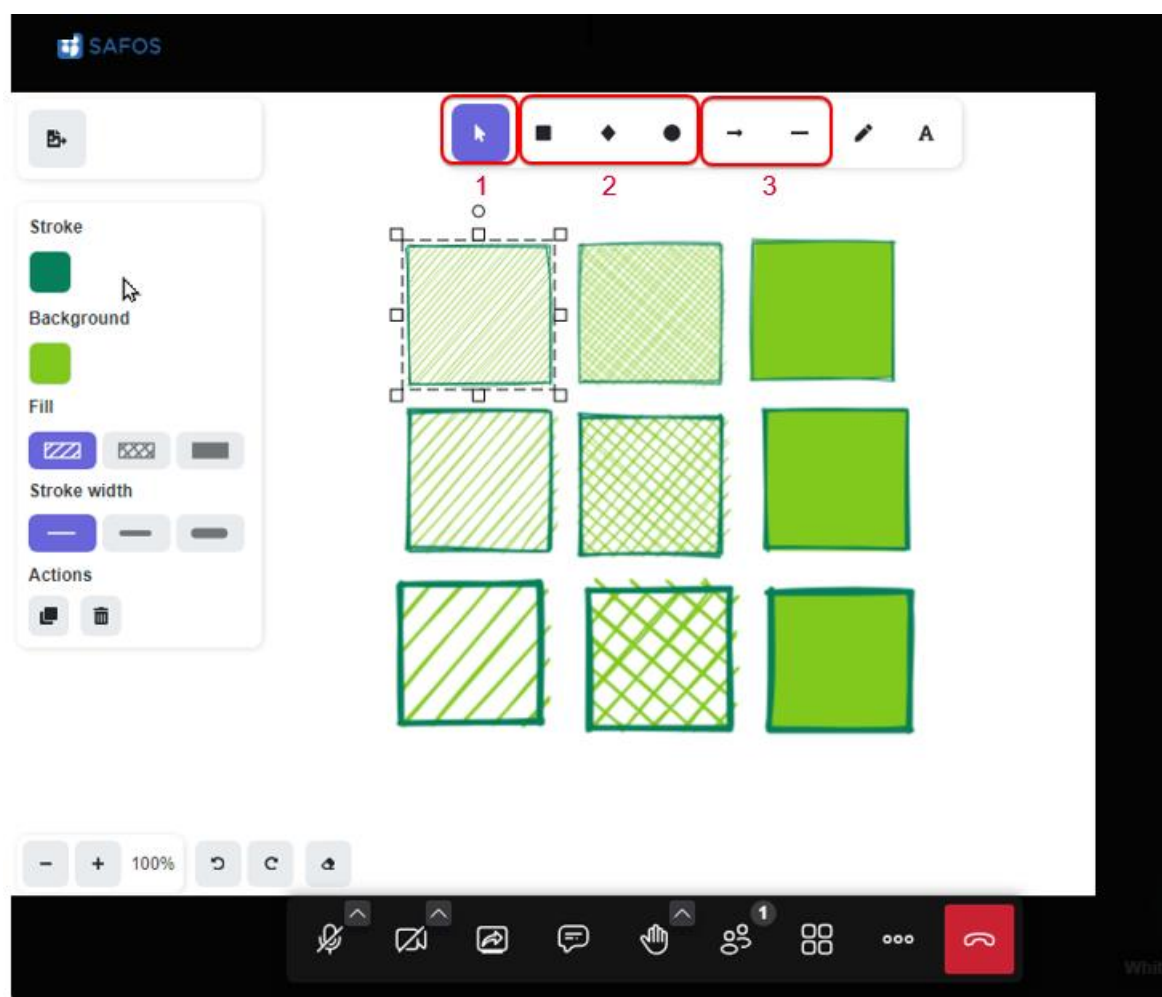 SAFOS
A
1 2 3
Stroke
Background
Fill
Stroke width
Actions
100%
1